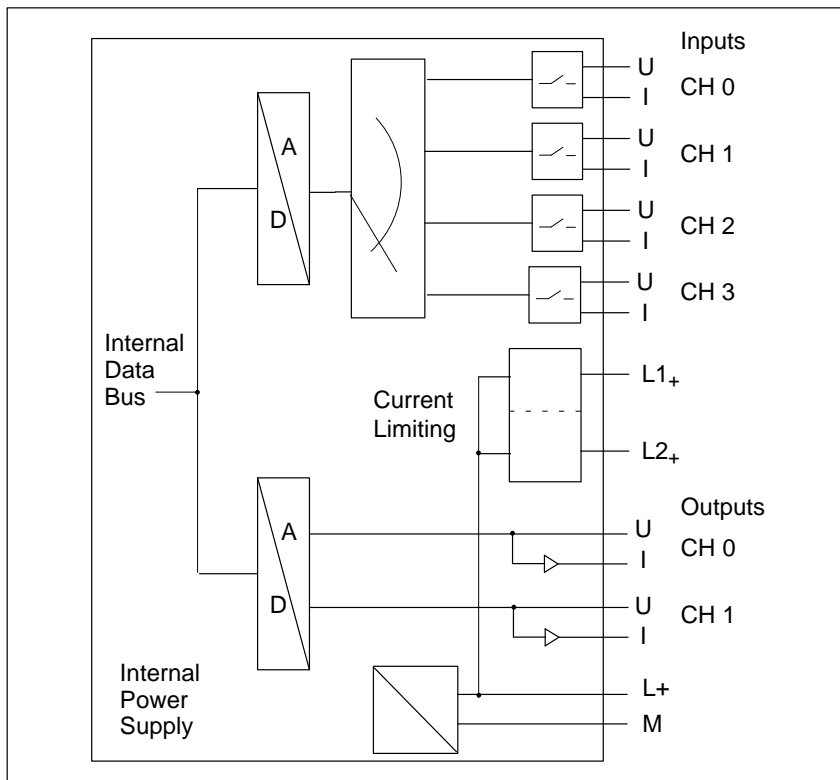 Inputs
U
I
CH 0
U
I
CH 1
U
I
CH 2
U
I
CH 3
A
D
Internal
Data
Bus
Current
Limiting
L1+
L2+
Outputs
A
D
U
I
CH 0
U
I
CH 1
Internal
Power
Supply
L+
M